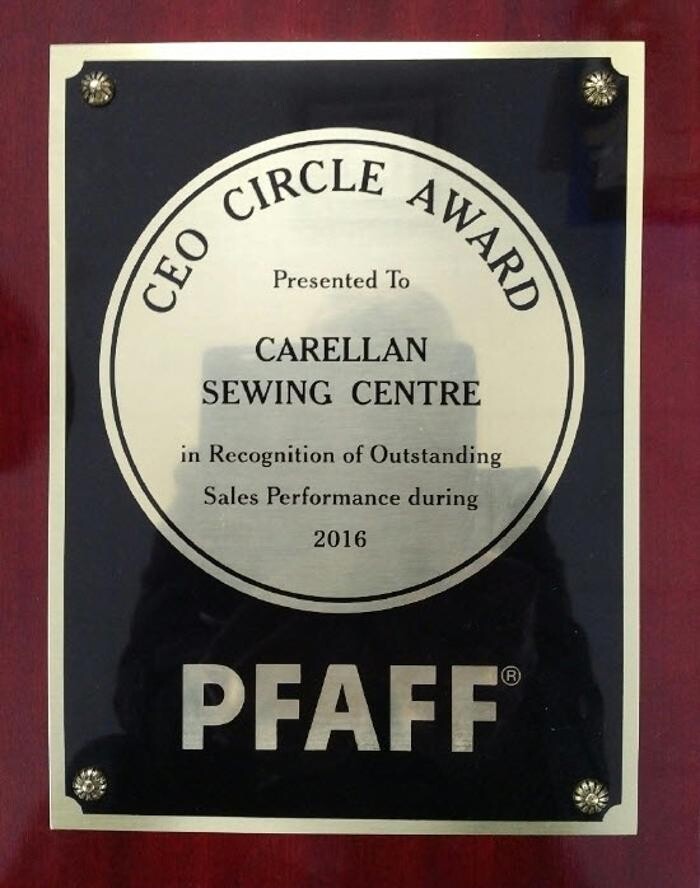 CEO CIRCLE AWARD
Presented To
CARELLAN
SEWING CENTRE
in Recognition of Outstanding
Sales Performance during
2016
PFAFF®